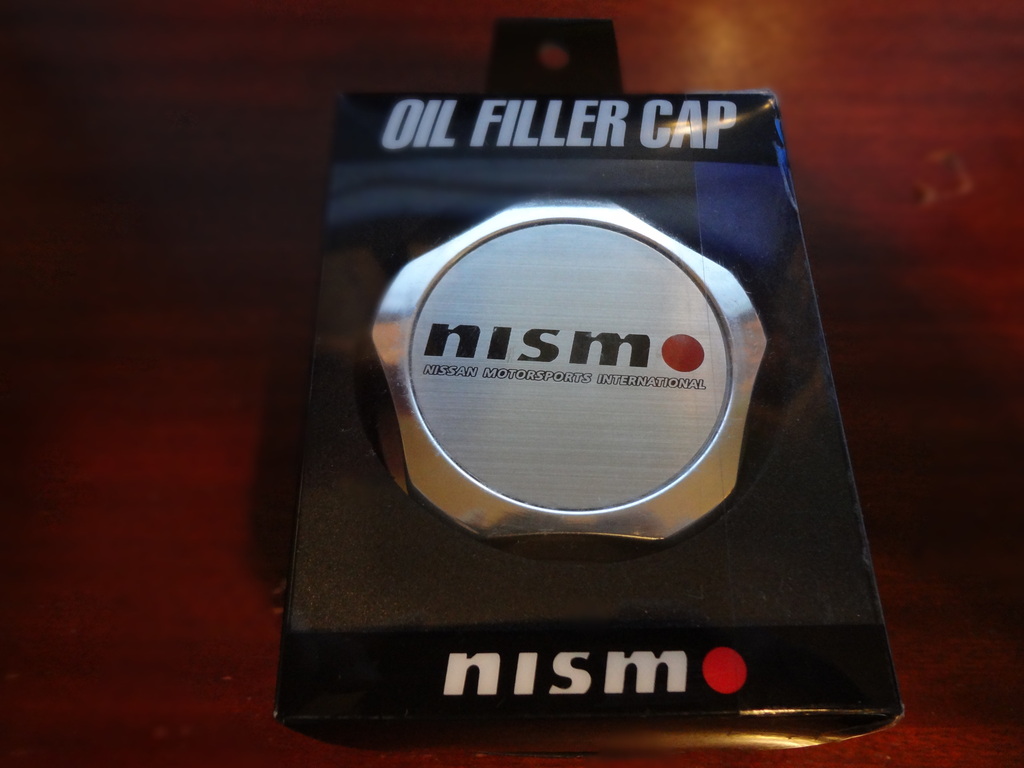 OIL FILLER CAP
nismo
NISSAN MOTORSPORTS INTERNATIONAL
nismo